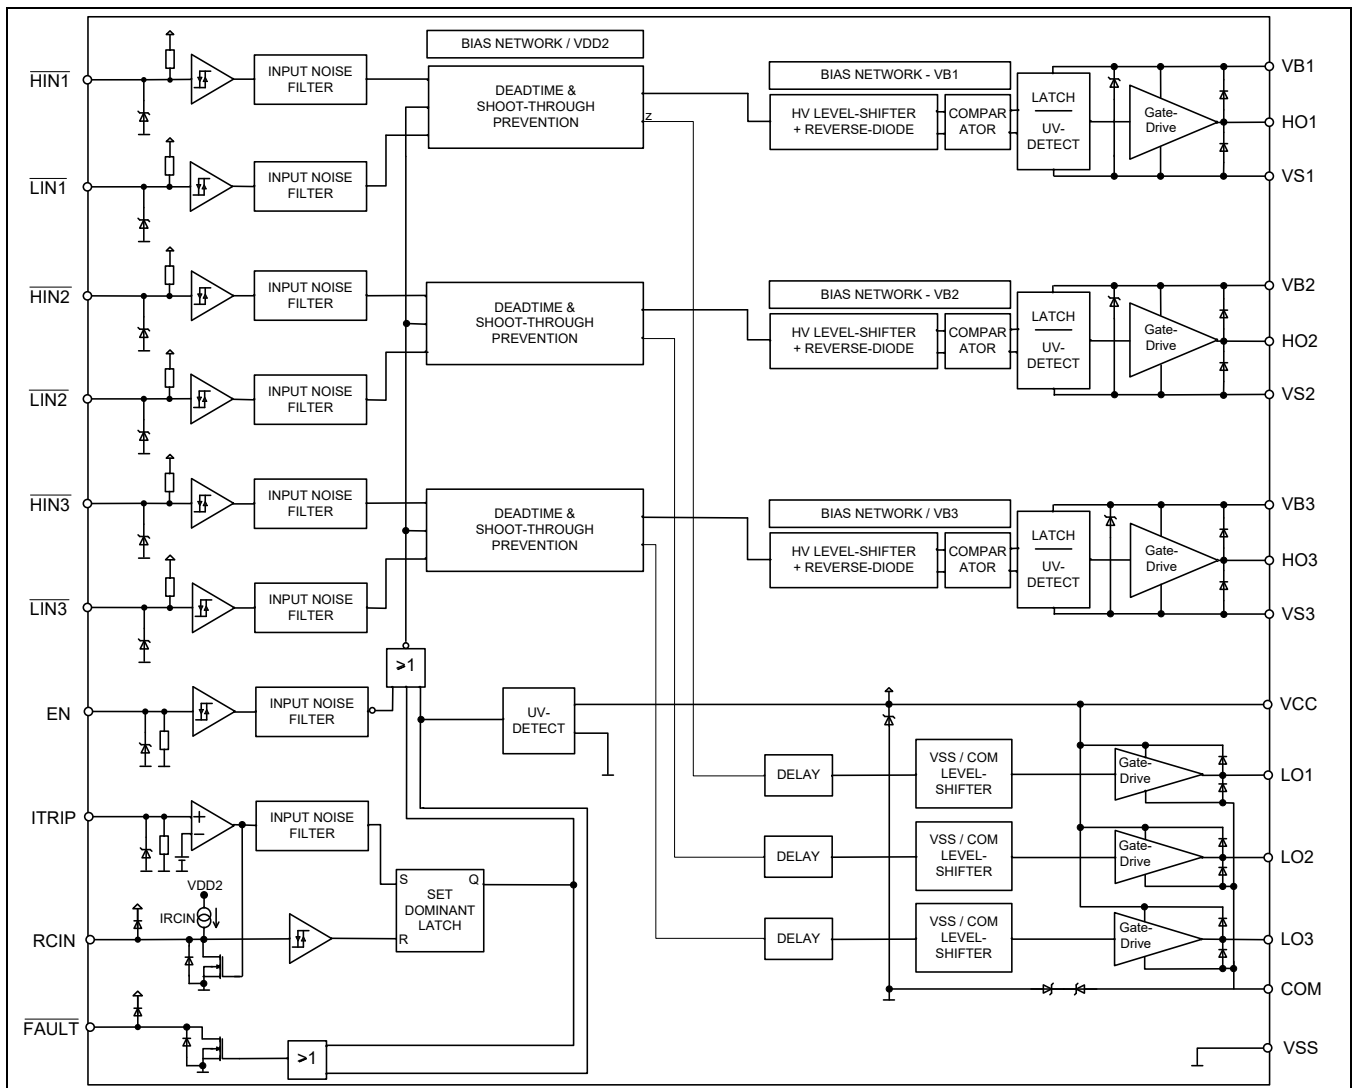 BIAS NETWORK / VDD2
HIN1
INPUT NOISE
FILTER
DEADTIME &
SHOOT-THROUGH
PREVENTION
Z
BIAS NETWORK - VB1
HV LEVEL-SHIFTER
+ REVERSE-DIODE
COMPAR
ATOR
LATCH
UV-
DETECT
Gate-
Drive
VB1
HO1
VS1
LIN1
INPUT NOISE
FILTER
HIN2
INPUT NOISE
FILTER
DEADTIME &
SHOOT-THROUGH
PREVENTION
BIAS NETWORK - VB2
HV LEVEL-SHIFTER
+ REVERSE-DIODE
COMPAR
ATOR
LATCH
UV-
DETECT
Gate-
Drive
VB2
HO2
VS2
LIN2
INPUT NOISE
FILTER
HIN3
INPUT NOISE
FILTER
DEADTIME &
SHOOT-THROUGH
PREVENTION
BIAS NETWORK / VB3
HV LEVEL-SHIFTER
+ REVERSE-DIODE
COMPAR
ATOR
LATCH
UV-
DETECT
Gate-
Drive
VB3
HO3
VS3
LIN3
INPUT NOISE
FILTER
≥1
EN
INPUT NOISE
FILTER
UV-
DETECT
VCC
DELAY
VSS / COM
LEVEL-
SHIFTER
Gate-
Drive
LO1
ITRIP
+
−
INPUT NOISE
FILTER
DELAY
VSS / COM
LEVEL-
SHIFTER
Gate-
Drive
LO2
VDD2
IRCIN
S
Q
SET
DOMINANT
LATCH
R
RCIN
DELAY
VSS / COM
LEVEL-
SHIFTER
Gate-
Drive
LO3
COM
FAULT
≥1
VSS